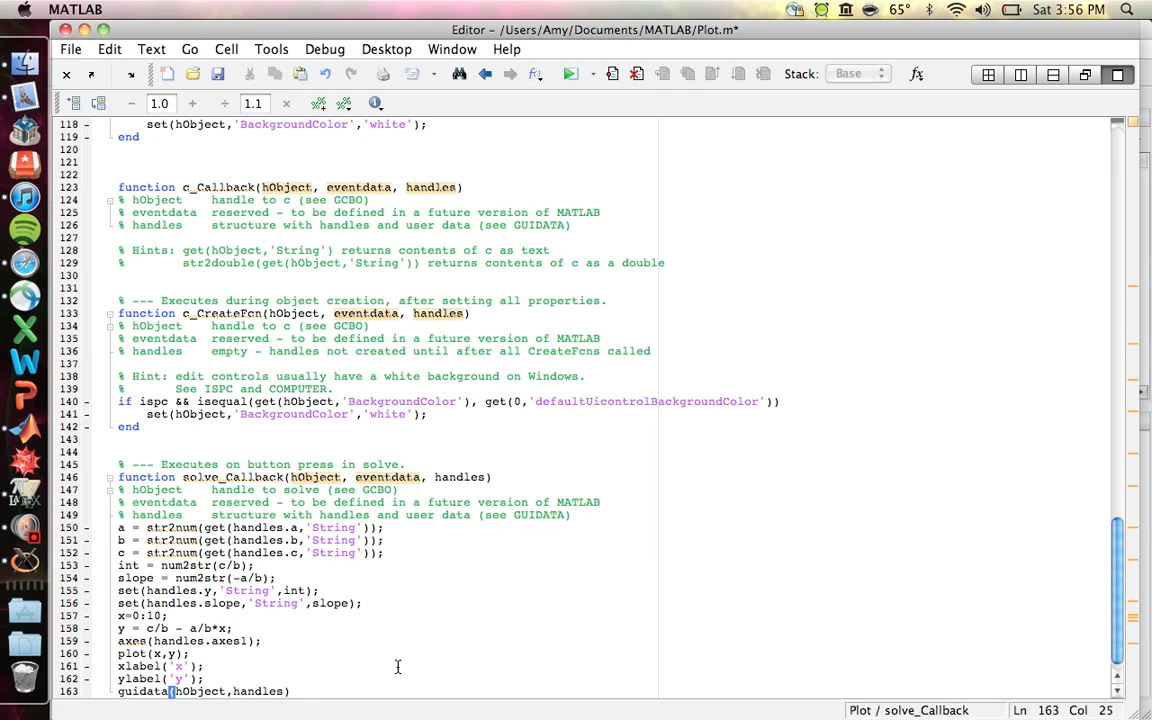 MATLAB
65°
Sat 3:56 PM
Editor - /Users/Amy/Documents/MATLAB/Plot.m*
File Edit Text Go Cell Tools Debug Desktop Window Help
Stack: Base
fx
1.0
1.1
118 - set(hObject,'BackgroundColor','white');
119 - end
120
121
122
123 function c_Callback(hObject, eventdata, handles)
124 % hObject    handle to c (see GCBO)
125 % eventdata  reserved - to be defined in a future version of MATLAB
126 % handles    structure with handles and user data (see GUIDATA)
127
128 % Hints: get(hObject,'String') returns contents of c as text
129 %        str2double(get(hObject,'String')) returns contents of c as a double
130
131
132 % --- Executes during object creation, after setting all properties.
133 function c_CreateFcn(hObject, eventdata, handles)
134 % hObject    handle to c (see GCBO)
135 % eventdata  reserved - to be defined in a future version of MATLAB
136 % handles    empty - handles not created until after all CreateFcns called
137
138 % Hint: edit controls usually have a white background on Windows.
139 %       See ISPC and COMPUTER.
140 - if ispc && isequal(get(hObject,'BackgroundColor'), get(0,'defaultUicontrolBackgroundColor'))
141 - set(hObject,'BackgroundColor','white');
142 - end
143
144
145 % --- Executes on button press in solve.
146 function solve_Callback(hObject, eventdata, handles)
147 % hObject    handle to solve (see GCBO)
148 % eventdata  reserved - to be defined in a future version of MATLAB
149 % handles    structure with handles and user data (see GUIDATA)
150 - a = str2num(get(handles.a,'String'));
151 - b = str2num(get(handles.b,'String'));
152 - c = str2num(get(handles.c,'String'));
153 - int = num2str(c/b);
154 - slope = num2str(-a/b);
155 - set(handles.y,'String',int);
156 - set(handles.slope,'String',slope);
157 - x=0:10;
158 - y = c/b - a/b*x;
159 - axes(handles.axes1);
160 - plot(x,y);
161 - xlabel('x');
162 - ylabel('y');
163 - guidata(hObject,handles)
Plot / solve_Callback
Ln 163 Col 25